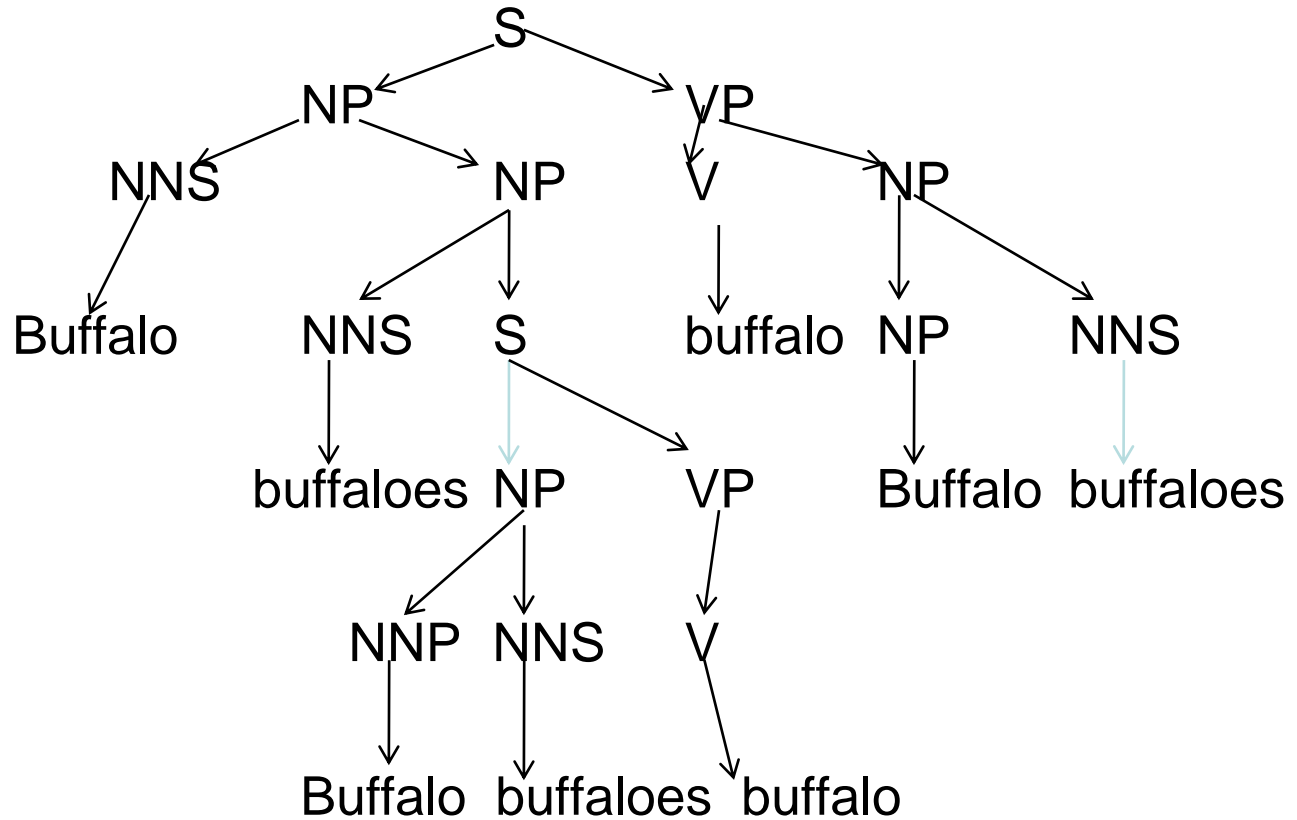 S
NP VP
NNS NP V NP
Buffalo NNS S buffalo NP NNS
buffaloes NP VP Buffalo buffaloes
NNP NNS V
Buffalo buffaloes buffalo